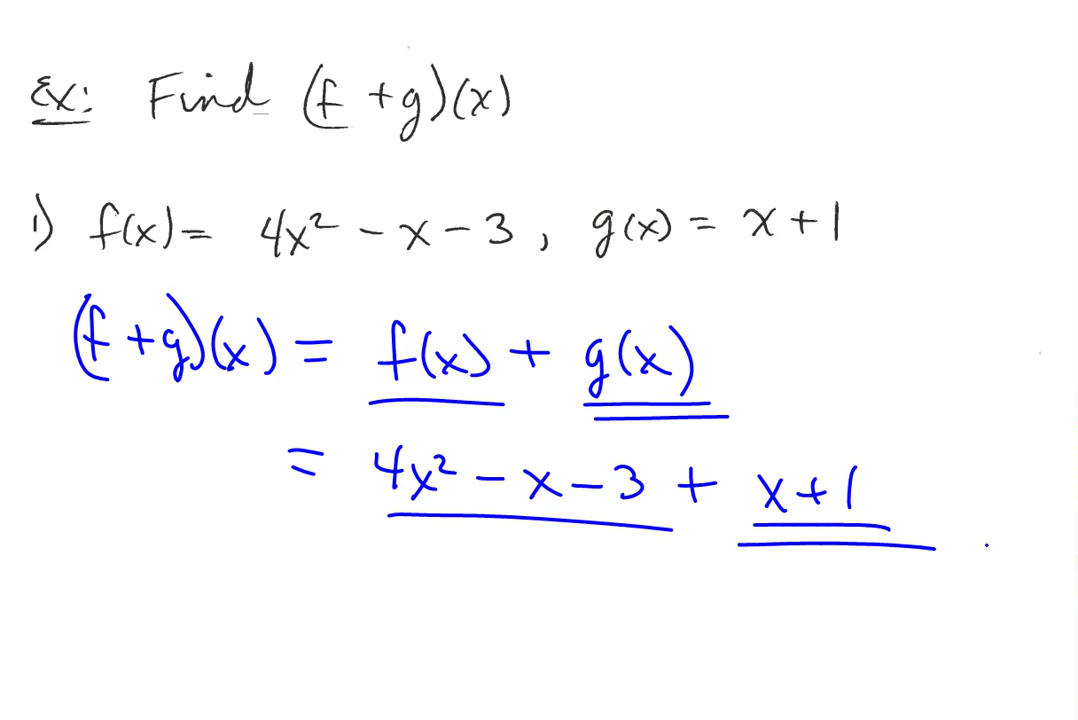 Ex: Find (f + g)(x)
1) f(x) = 4x² - x - 3, g(x) = x + 1
(f + g)(x) = f(x) + g(x)
= 4x² - x - 3 + x + 1